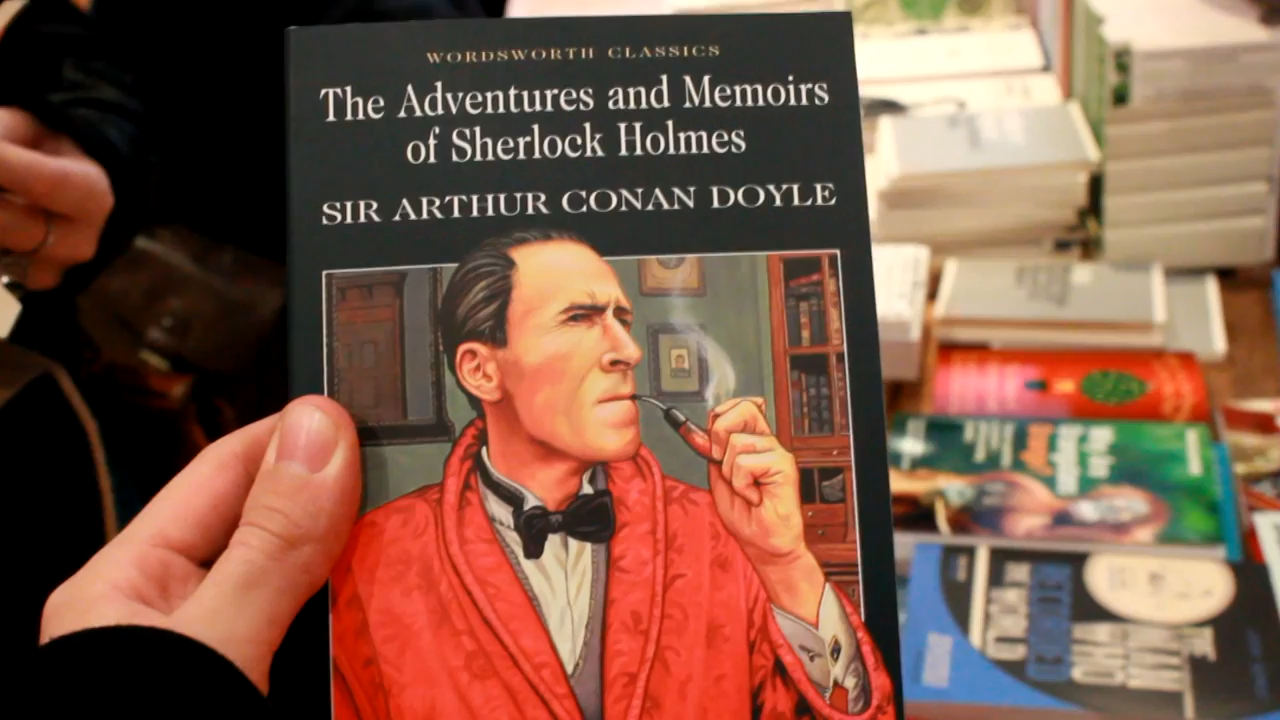 WORDSWORTH CLASSICS
The Adventures and Memoirs
of Sherlock Holmes
SIR ARTHUR CONAN DOYLE